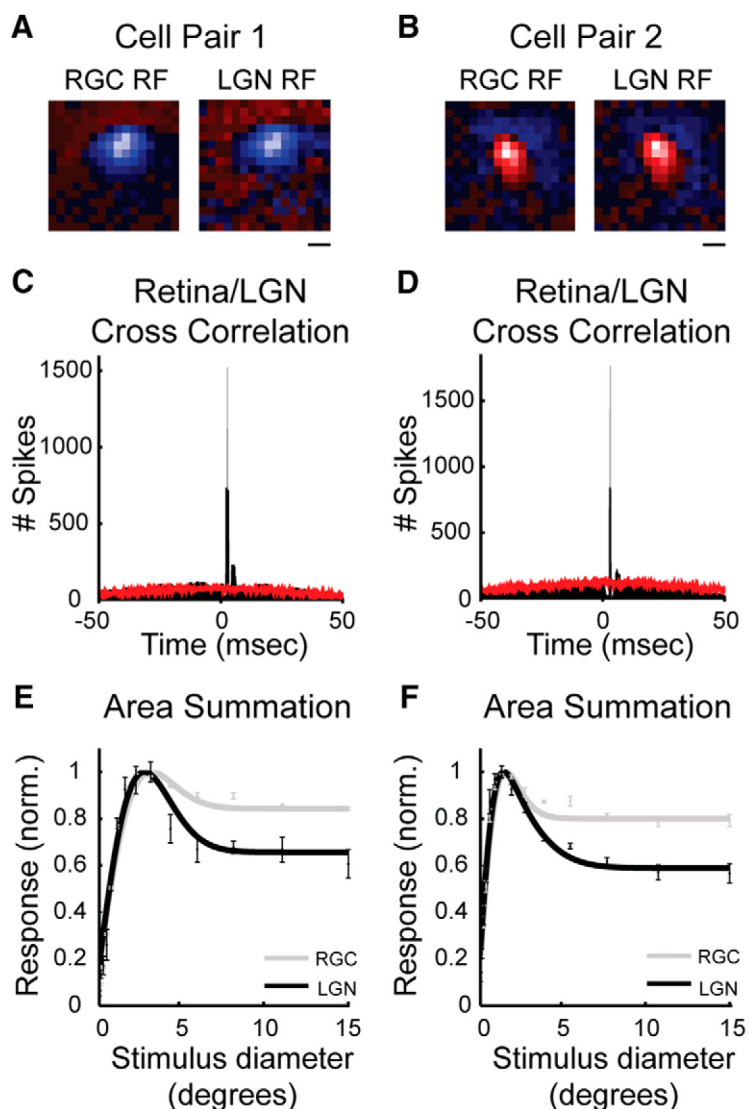 A
Cell Pair 1
RGC RF
LGN RF
B
Cell Pair 2
RGC RF
LGN RF
C
Retina/LGN
Cross Correlation
1500
1000
500
0
# Spikes
-50
0
50
Time (msec)
D
Retina/LGN
Cross Correlation
1500
1000
500
0
# Spikes
-50
0
50
Time (msec)
E
Area Summation
1
0.8
0.6
0.4
0.2
0
Response (norm.)
RGC
LGN
0
5
10
15
Stimulus diameter
(degrees)
F
Area Summation
1
0.8
0.6
0.4
0.2
0
Response (norm.)
RGC
LGN
0
5
10
15
Stimulus diameter
(degrees)